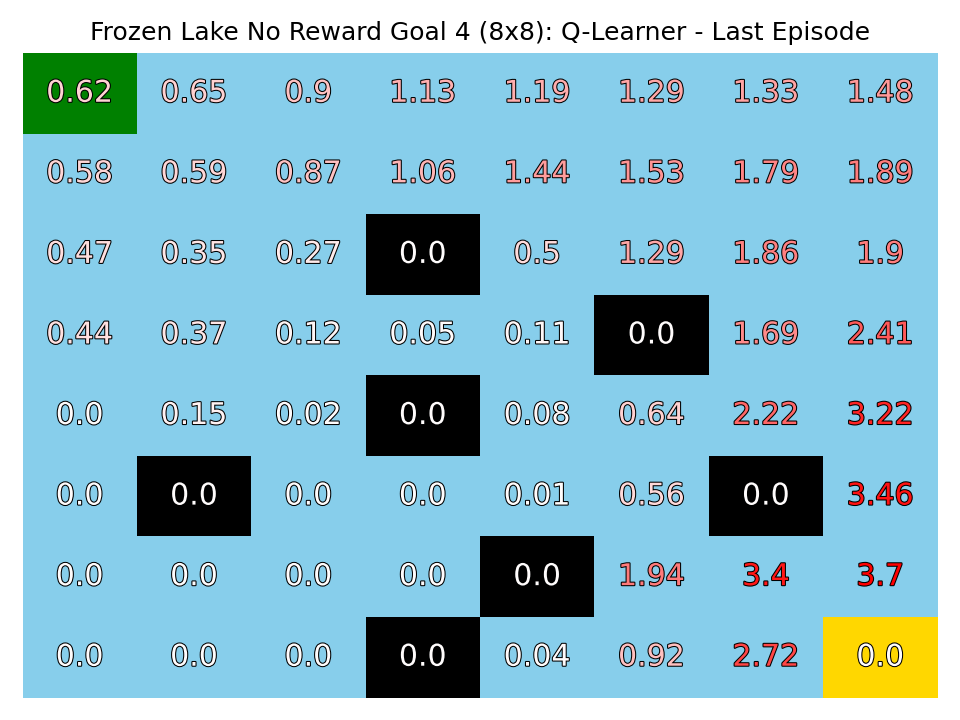 Frozen Lake No Reward Goal 4 (8x8): Q-Learner - Last Episode
0.62 0.65 0.9 1.13 1.19 1.29 1.33 1.48
0.58 0.59 0.87 1.06 1.44 1.53 1.79 1.89
0.47 0.35 0.27 0.0 0.5 1.29 1.86 1.9
0.44 0.37 0.12 0.05 0.11 0.0 1.69 2.41
0.0 0.15 0.02 0.0 0.08 0.64 2.22 3.22
0.0 0.0 0.0 0.0 0.01 0.56 0.0 3.46
0.0 0.0 0.0 0.0 0.0 1.94 3.4 3.7
0.0 0.0 0.0 0.0 0.04 0.92 2.72 0.0